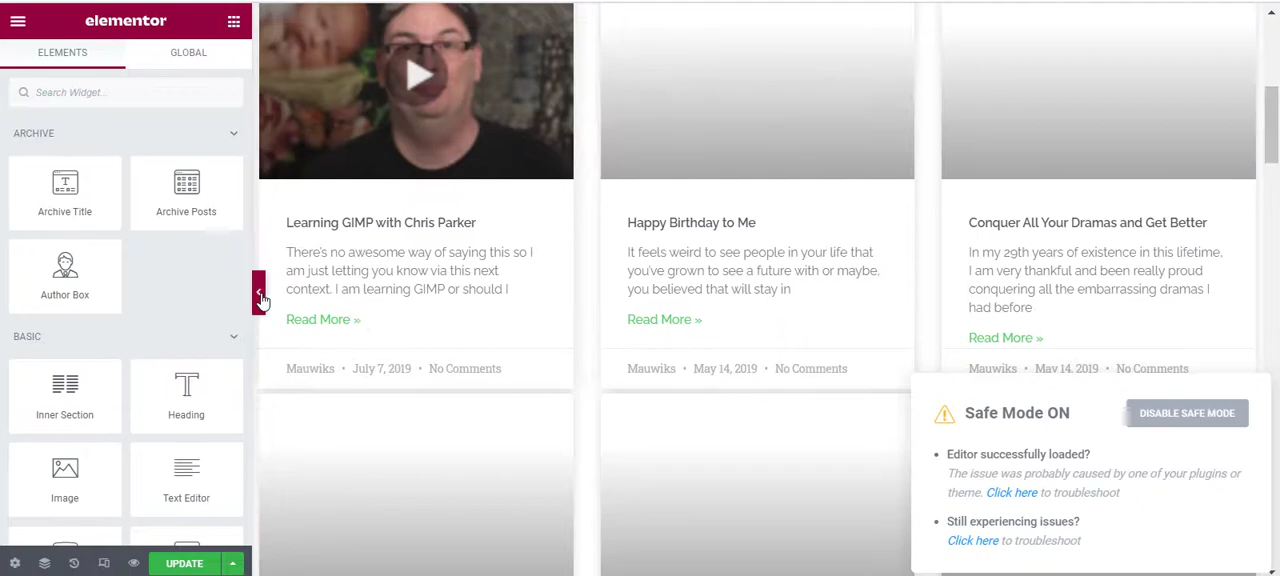 elementor
ELEMENTS
GLOBAL
Search Widget...
ARCHIVE
Archive Title
Archive Posts
Author Box
BASIC
Inner Section
Heading
Image
Text Editor
UPDATE
Learning GIMP with Chris Parker
There's no awesome way of saying this so I
am just letting you know via this next
context. I am learning GIMP or should I
Read More »
Mauwiks • July 7, 2019 • No Comments
Happy Birthday to Me
It feels weird to see people in your life that
you've grown to see a future with or maybe,
you believed that will stay in
Read More »
Mauwiks • May 14, 2019 • No Comments
Conquer All Your Dramas and Get Better
In my 29th years of existence in this lifetime,
I am very thankful and been really proud
conquering all the embarrassing dramas I
had before
Read More »
Mauwiks • May 14, 2019 • No Comments
Safe Mode ON
DISABLE SAFE MODE
• Editor successfully loaded?
The issue was probably caused by one of your plugins or
theme. Click here to troubleshoot
• Still experiencing issues?
Click here to troubleshoot